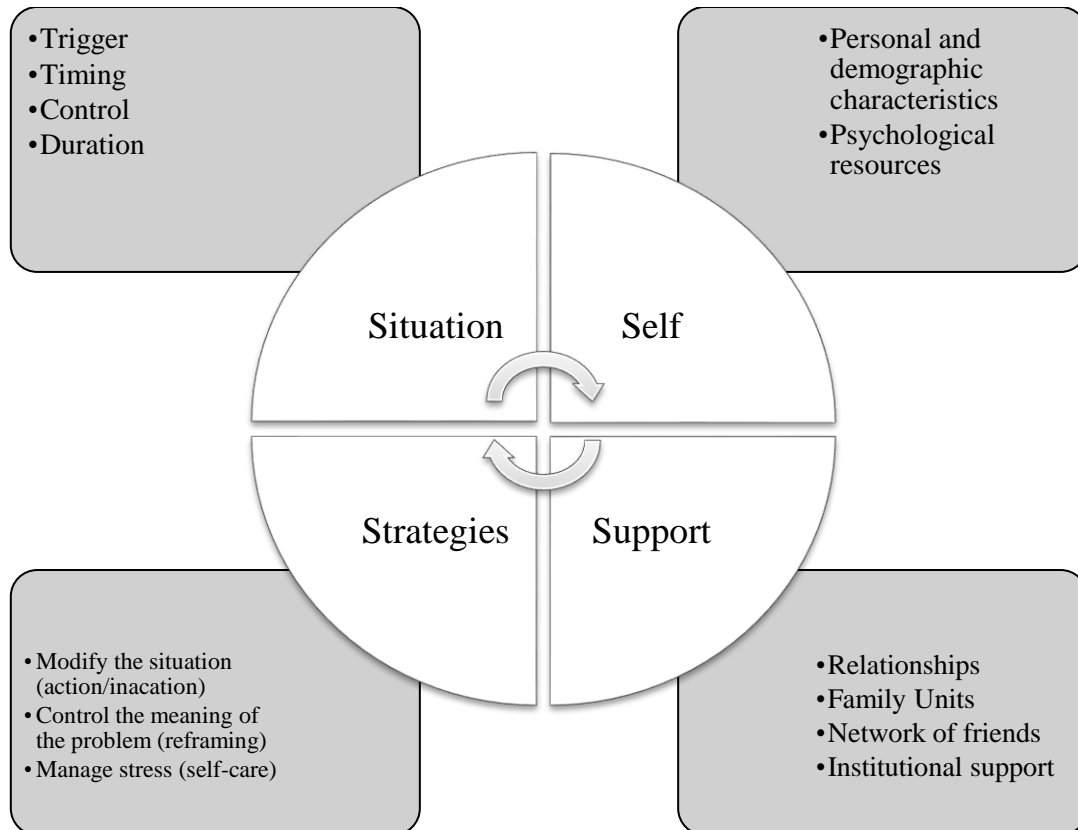 •Trigger
•Timing
•Control
•Duration
•Personal and
demographic
characteristics
•Psychological
resources
Situation
Self
Strategies
Support
•Modify the situation
(action/inacation)
•Control the meaning of
the problem (reframing)
•Manage stress (self-care)
•Relationships
•Family Units
•Network of friends
•Institutional support